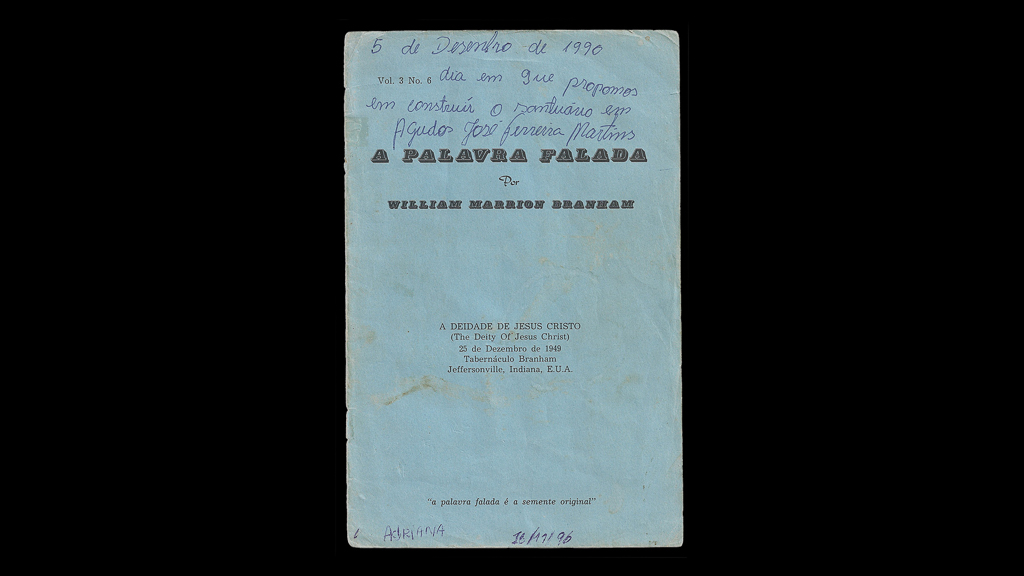 5 de Desembro de 1990
Vol. 3 No. 6 dia em que propomos
em construir o santuário em
Agudos José Ferreira Martins
A PALAVRA FALADA
Por
WILLIAM MARRION BRANHAM
A DEIDADE DE JESUS CRISTO
(The Deity Of Jesus Christ)
25 de Dezembro de 1949
Tabernáculo Branham
Jeffersonville, Indiana, E.U.A.
"a palavra falada é a semente original"
ADRIANA